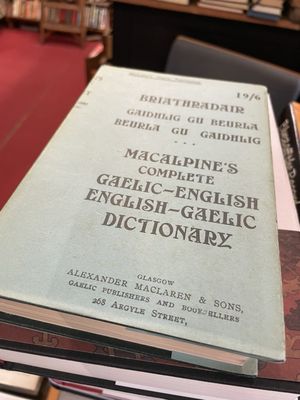 19/6
BRIATHRADAIR
GAIDHLIG GU BEURLA
BEURLA GU GAIDHLIG
MACALPINE'S
COMPLETE
GAELIC–ENGLISH
ENGLISH–GAELIC
DICTIONARY
GLASGOW
ALEXANDER MACLAREN & SONS,
GAELIC PUBLISHERS AND BOOKSELLERS
268 ARGYLE STREET,